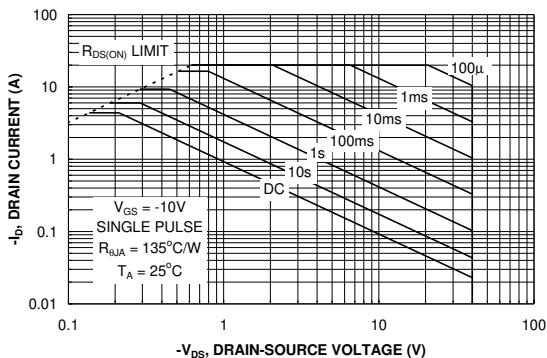 100
10
1
0.1
0.01
-I_D, DRAIN CURRENT (A)
R_DS(ON) LIMIT
100µ
1ms
10ms
100ms
1s
10s
DC
V_GS = -10V
SINGLE PULSE
R_θJA = 135°C/W
T_A = 25°C
0.1 1 10 100
-V_DS, DRAIN-SOURCE VOLTAGE (V)